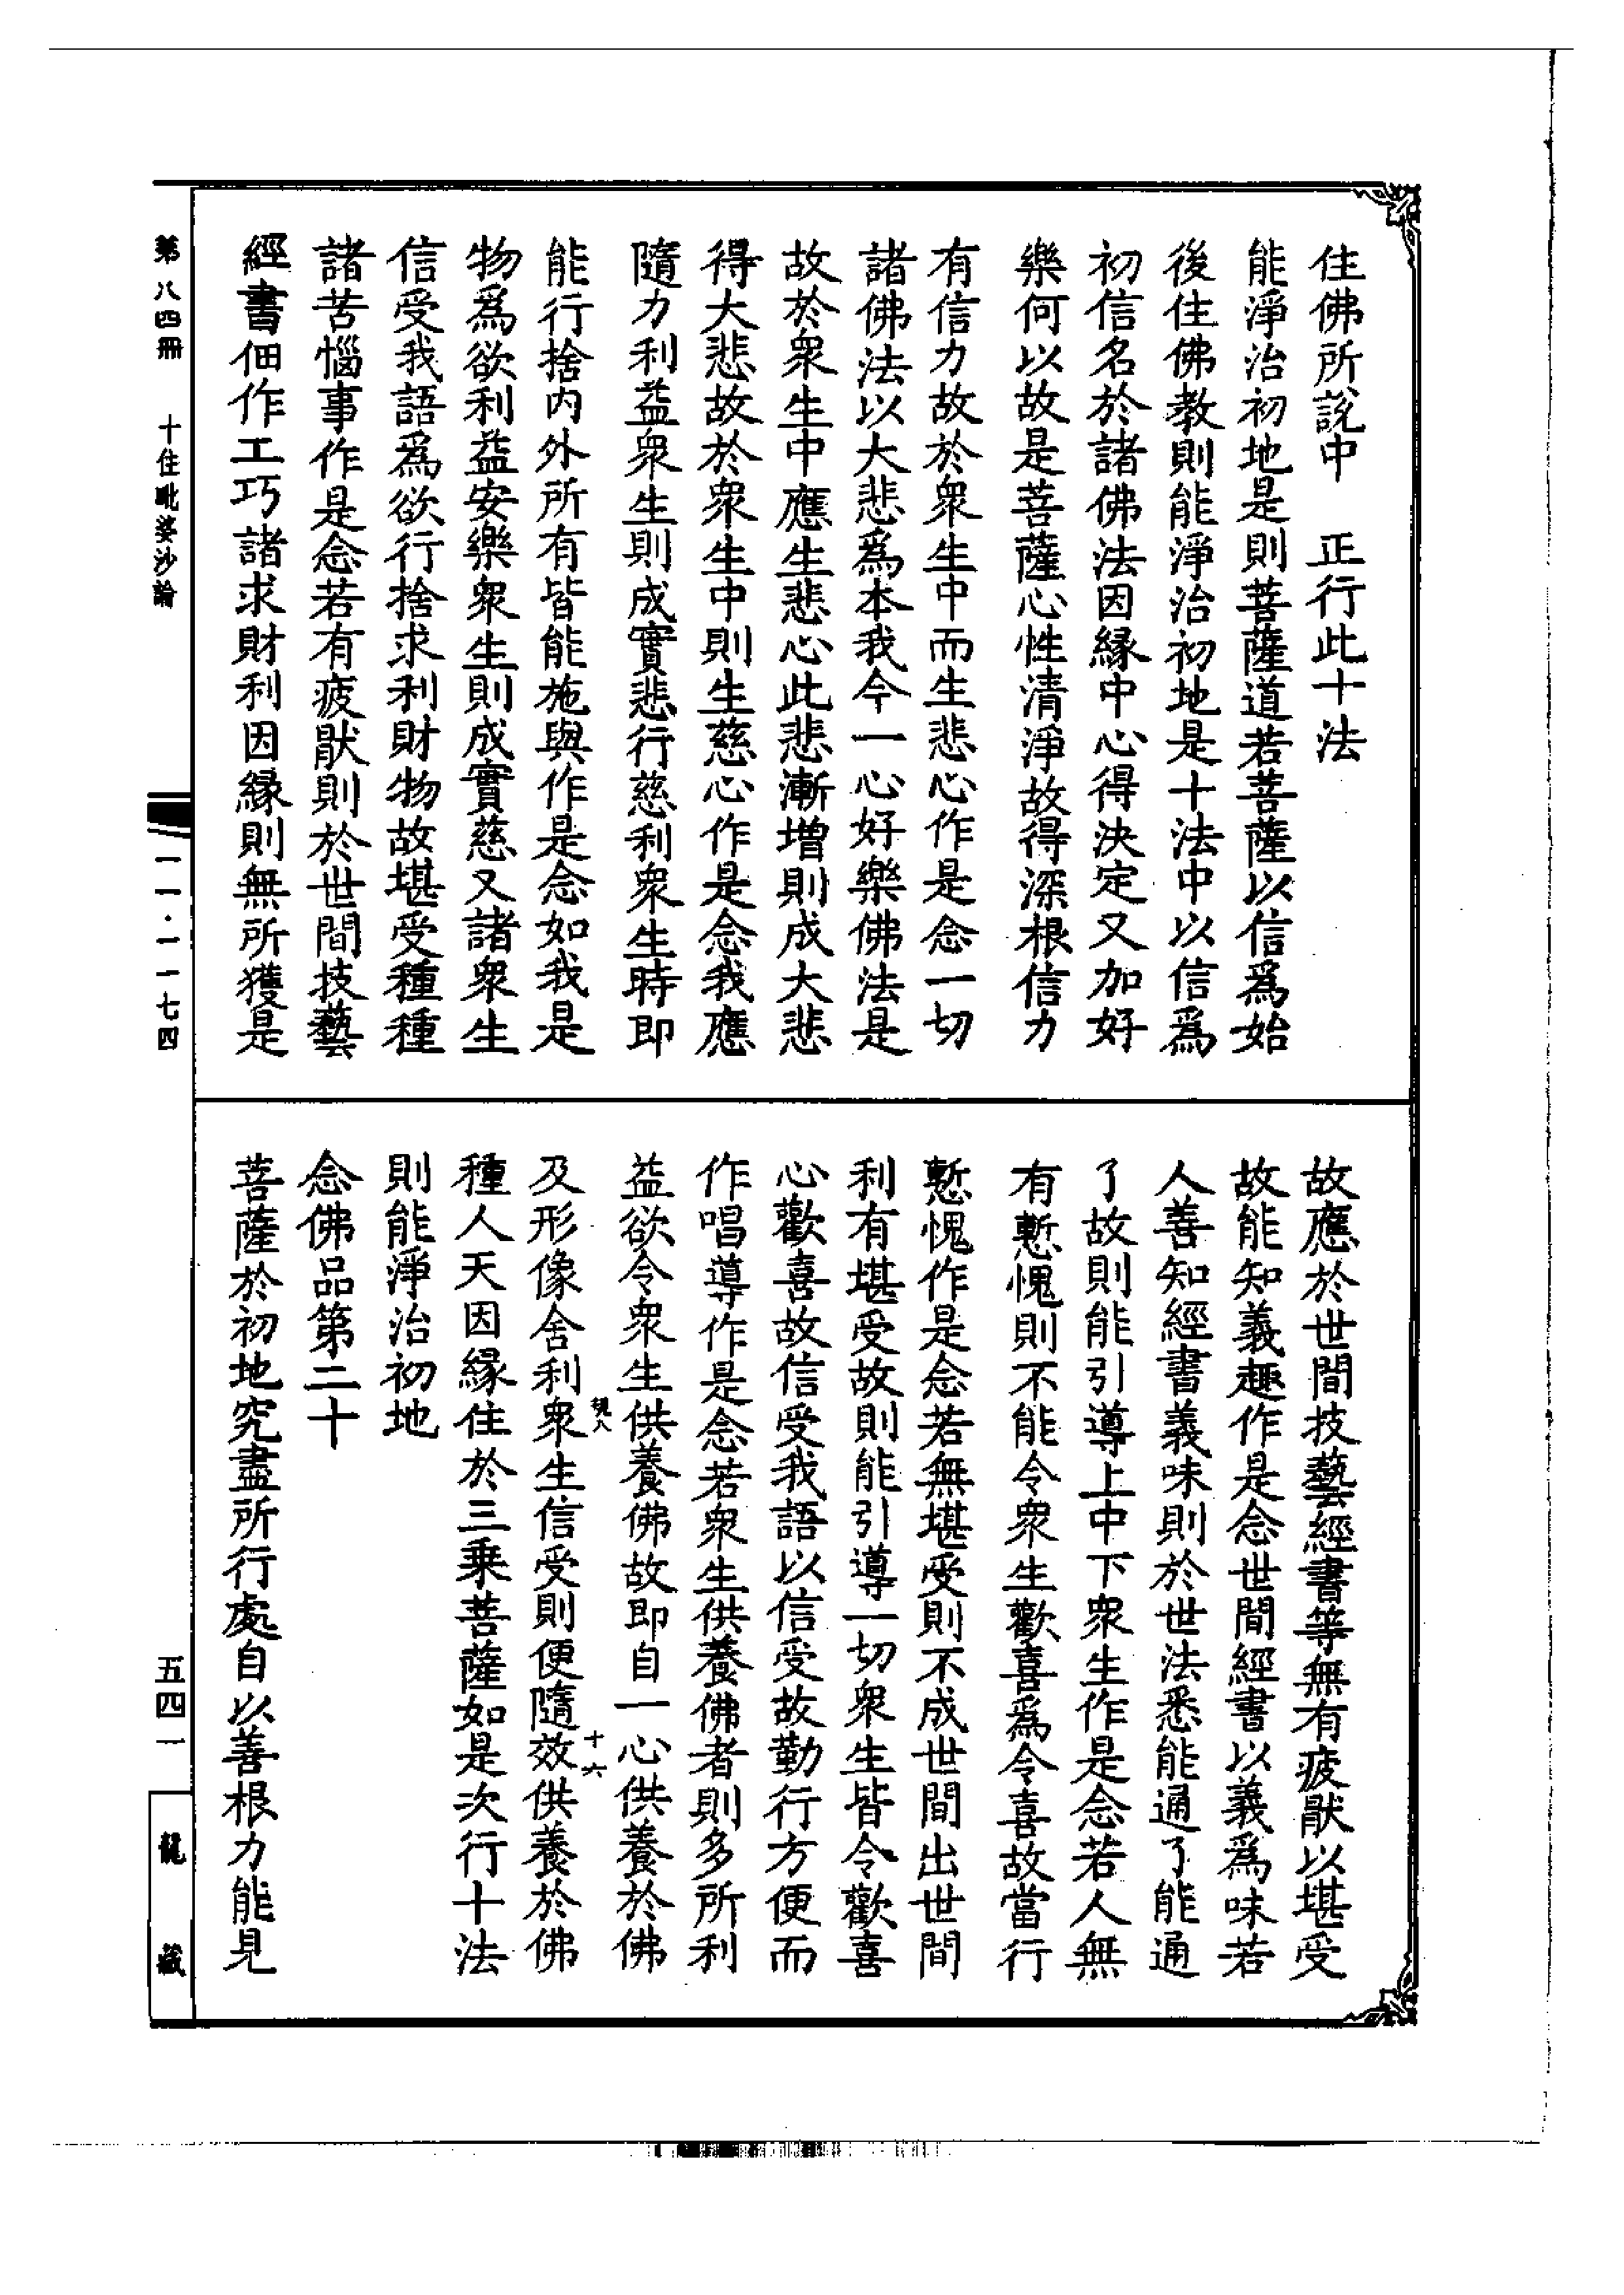 住佛所說中　正行此十法
能淨治初地是則菩薩道若菩薩以信爲始
後住佛教則能淨治初地是十法中以信爲
初信名於諸佛法因緣中心得決定又加好
樂何以故是菩薩心性清淨故得深根信力
有信力故於衆生中而生悲心作是念一切
諸佛法以大悲爲本我今一心好樂佛法是
故於衆生中應生悲心此悲漸增則成大悲
得大悲故於衆生中則生慈心作是念我應
隨力利益衆生則成實悲行慈利衆生時即
能行捨內外所有皆能施與作是念如我是
物爲欲利益安樂衆生則成實慈又諸衆生
信受我語爲欲行捨求利財物故堪受種種
諸苦惱事作是念若有疲厭則於世間技藝
經書佃作工巧諸求財利因緣則無所獲是
故應於世間技藝經書等無有疲厭以堪受
故能知義趣作是念世間經書以義爲味若
人善知經書義味則於世法悉能通了能通
了故則能引導上中下衆生作是念若人無
有慙愧則不能令衆生歡喜爲令喜故當行
慙愧作是念若無堪受則不成世間出世間
利有堪受故則能引導一切衆生皆令歡喜
心歡喜故信受我語以信受故勤行方便而
作唱導作是念若衆生供養佛者則多所利
益欲令衆生供養佛故即自一心供養於佛
及形像舍利衆生信受則便隨效供養於佛
種人天因緣住於三乘菩薩如是次行十法
則能淨治初地
念佛品第二十
菩薩於初地究盡所行處自以善根力能見
十六
第八四冊　十住毗婆沙論
一一·一一七四
五四一
龍藏